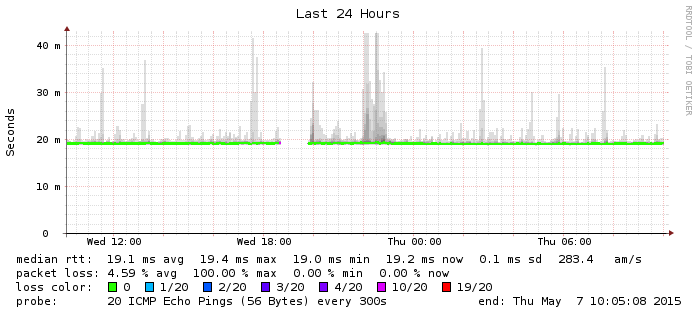 Last 24 Hours
RRDTOOL / TOBI OETIKER
Seconds
40 m
30 m
20 m
10 m
0
Wed 12:00 Wed 18:00 Thu 00:00 Thu 06:00
median rtt: 19.1 ms avg 19.4 ms max 19.0 ms min 19.2 ms now 0.1 ms sd 283.4 am/s
packet loss: 4.59 % avg 100.00 % max 0.00 % min 0.00 % now
loss color: 0 1/20 2/20 3/20 4/20 10/20 19/20
probe: 20 ICMP Echo Pings (56 Bytes) every 300s end: Thu May 7 10:05:08 2015